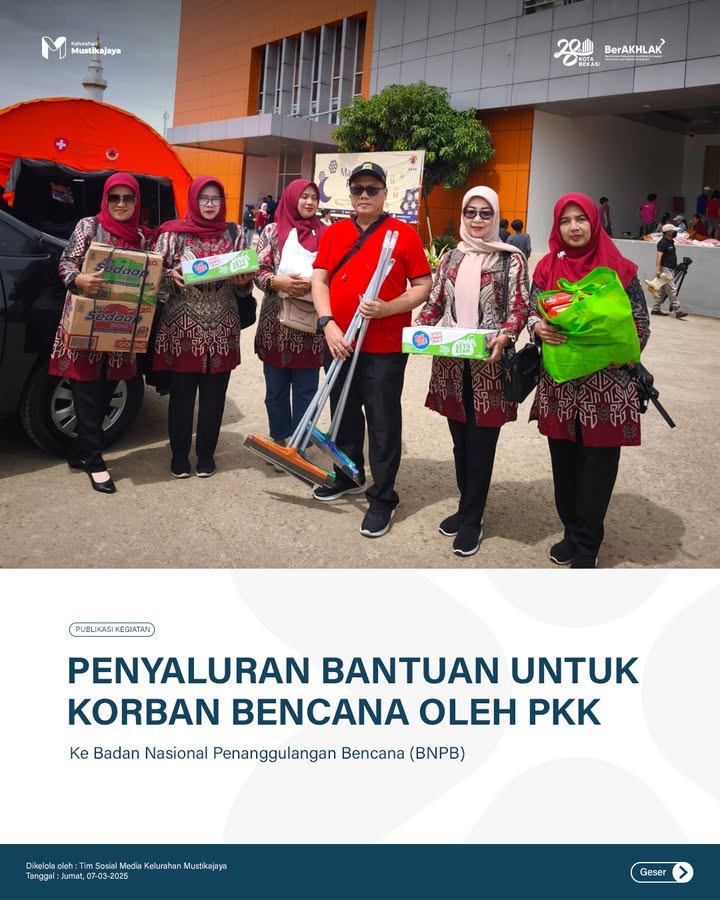 Kelurahan
Mustikajaya
28 KOTA
BEKASI
BerAKHLAK
Sedaap
Sedaap
GORENG
PUBLIKASI KEGIATAN
PENYALURAN BANTUAN UNTUK
KORBAN BENCANA OLEH PKK
Ke Badan Nasional Penanggulangan Bencana (BNPB)
Dikelola oleh : Tim Sosial Media Kelurahan Mustikajaya
Tanggal : Jumat, 07-03-2025
Geser